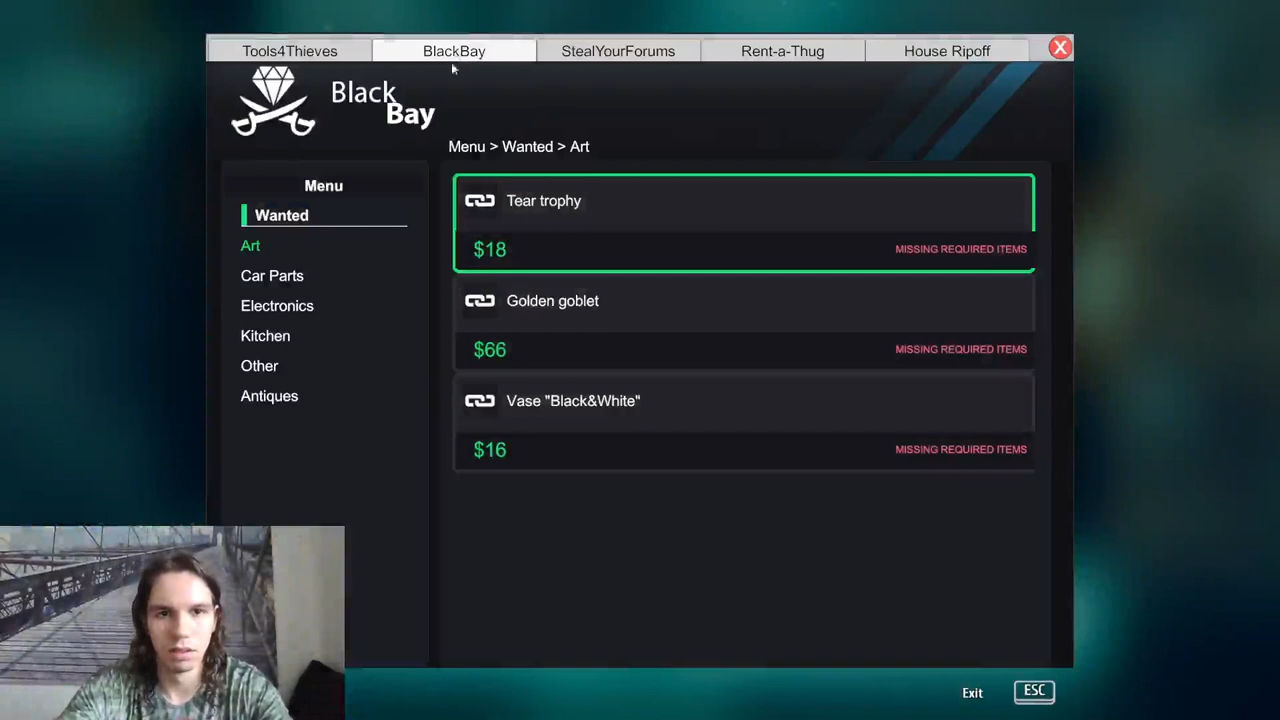 Tools4Thieves
BlackBay
StealYourForums
Rent-a-Thug
House Ripoff
X
Black
Bay
Menu > Wanted > Art
Menu
Wanted
Art
Car Parts
Electronics
Kitchen
Other
Antiques
Tear trophy
$18 MISSING REQUIRED ITEMS
Golden goblet
$66 MISSING REQUIRED ITEMS
Vase "Black&White"
$16 MISSING REQUIRED ITEMS
Exit ESC